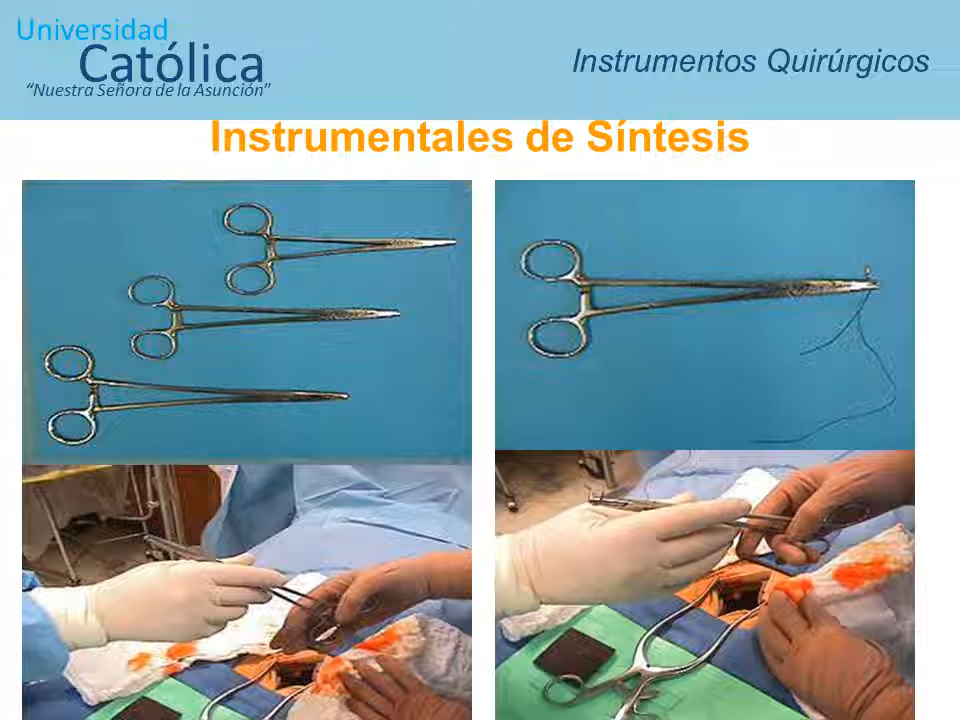 Universidad
Católica
“Nuestra Señora de la Asunción”
Instrumentos Quirúrgicos
Instrumentales de Síntesis